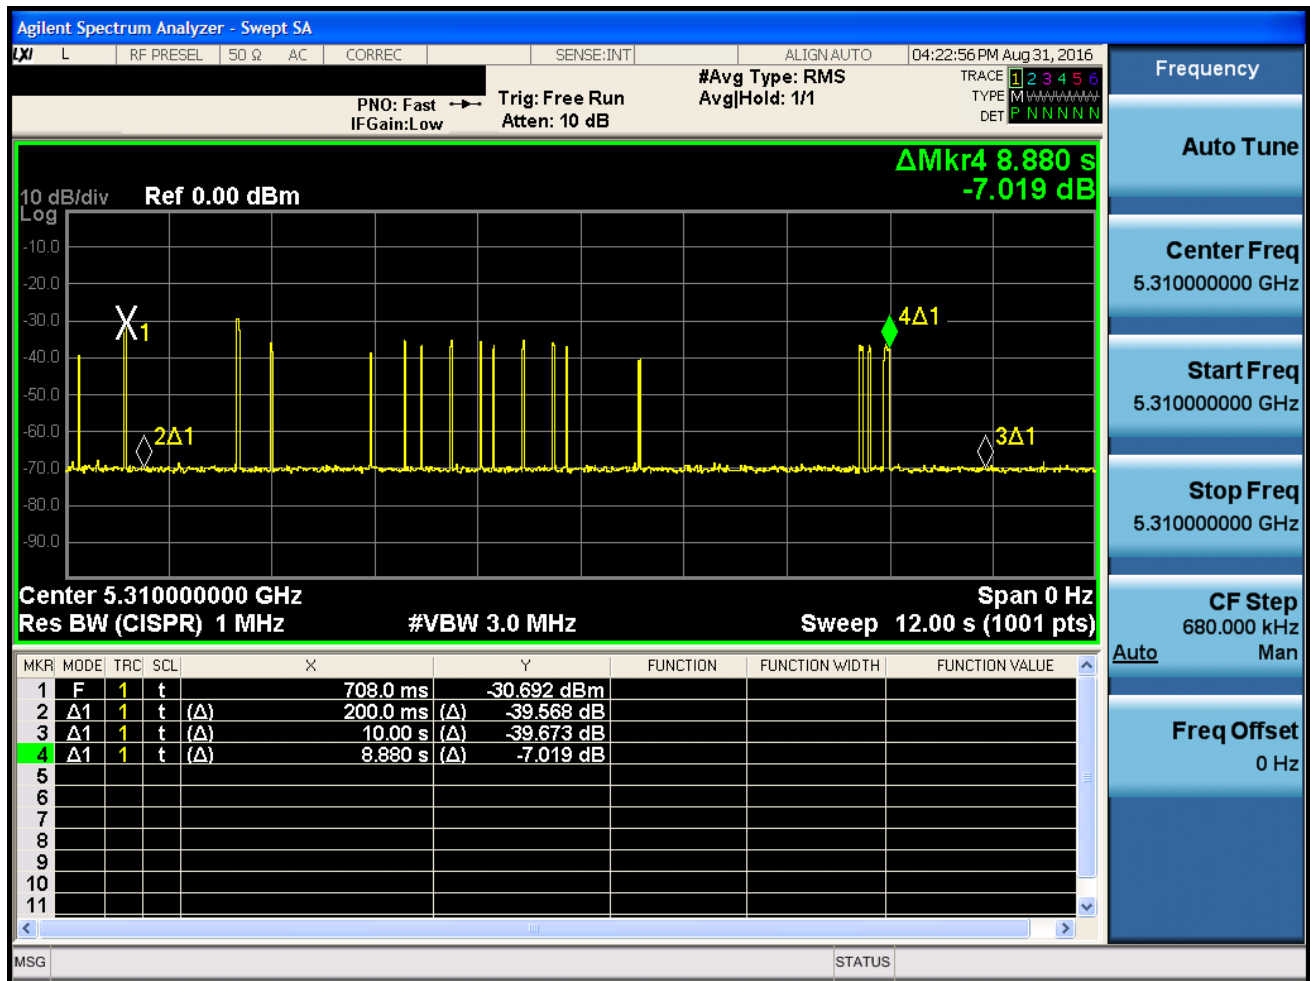 Agilent Spectrum Analyzer - Swept SA
LXI L RF PRESEL 50 Ω AC CORREC SENSE:INT ALIGN AUTO 04:22:56 PM Aug 31, 2016
PNO: Fast
IFGain:Low
Trig: Free Run
Atten: 10 dB
#Avg Type: RMS
Avg|Hold: 1/1
TRACE 1 2 3 4 5 6
TYPE M WWWWW
DET P N N N N N
ΔMkr4 8.880 s
-7.019 dB
10 dB/div Ref 0.00 dBm
Log
-10.0
-20.0
-30.0
-40.0
-50.0
-60.0
-70.0
-80.0
-90.0
1
2Δ1
4Δ1
3Δ1
Center 5.310000000 GHz Span 0 Hz
Res BW (CISPR) 1 MHz #VBW 3.0 MHz Sweep 12.00 s (1001 pts)
MKR MODE TRC SCL X Y FUNCTION FUNCTION WIDTH FUNCTION VALUE
1 F 1 t 708.0 ms -30.692 dBm
2 Δ1 1 t (Δ) 200.0 ms (Δ) -39.568 dB
3 Δ1 1 t (Δ) 10.00 s (Δ) -39.673 dB
4 Δ1 1 t (Δ) 8.880 s (Δ) -7.019 dB
5
6
7
8
9
10
11
MSG STATUS
Frequency
Auto Tune
Center Freq
5.310000000 GHz
Start Freq
5.310000000 GHz
Stop Freq
5.310000000 GHz
CF Step
680.000 kHz
Auto Man
Freq Offset
0 Hz